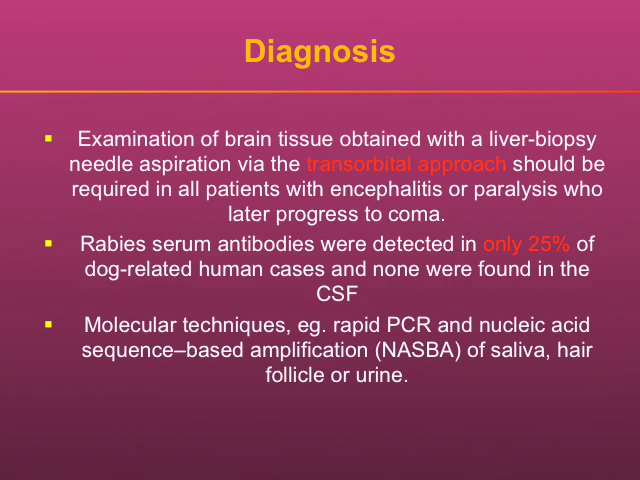 Diagnosis
▪ Examination of brain tissue obtained with a liver-biopsy
needle aspiration via the transorbital approach should be
required in all patients with encephalitis or paralysis who
later progress to coma.
▪ Rabies serum antibodies were detected in only 25% of
dog-related human cases and none were found in the
CSF
▪ Molecular techniques, eg. rapid PCR and nucleic acid
sequence–based amplification (NASBA) of saliva, hair
follicle or urine.